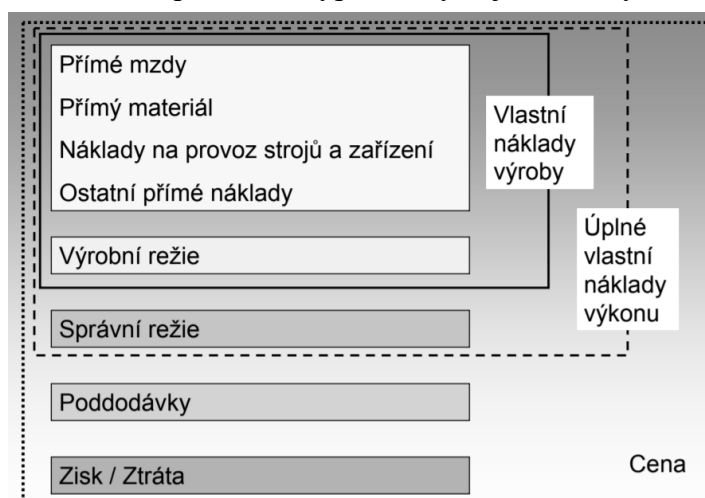 Přímé mzdy
Přímý materiál
Náklady na provoz strojů a zařízení
Ostatní přímé náklady
Vlastní
náklady
výroby
Výrobní režie
Úplné
vlastní
náklady
výkonu
Správní režie
Poddodávky
Zisk / Ztráta
Cena